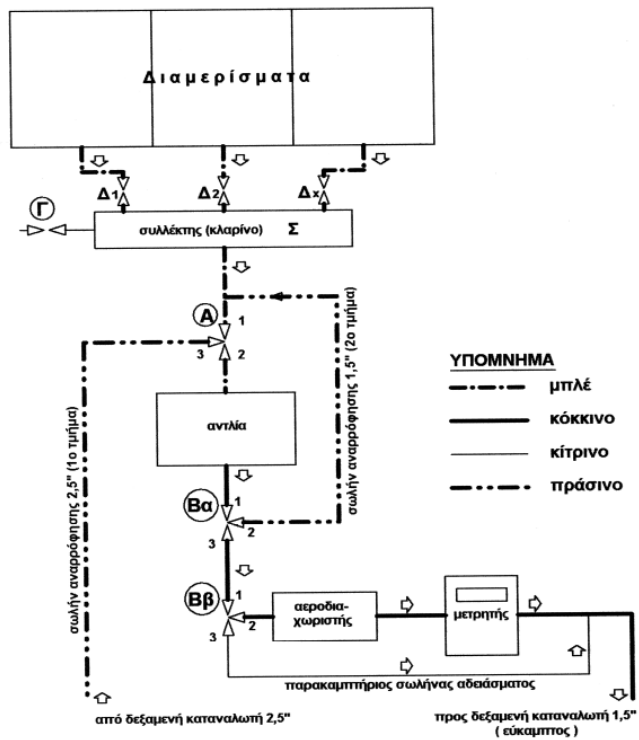 Διαμερίσματα
Δ1
Δ2
Δx
Γ
συλλέκτης (κλαρίνο) Σ
Α
1
3
2
σωλήν αναρρόφησης 1,5" (2ο τμήμα)
σωλήν αναρρόφησης 2,5" (1ο τμήμα)
αντλία
Βα
1
2
3
Ββ
1
2
3
αεροδια-
χωριστής
μετρητής
παρακαμπτήριος σωλήνας αδειάσματος
από δεξαμενή καταναλωτή 2,5"
προς δεξαμενή καταναλωτή 1,5"
( εύκαμπτος )
ΥΠΟΜΝΗΜΑ
μπλέ
κόκκινο
κίτρινο
πράσινο